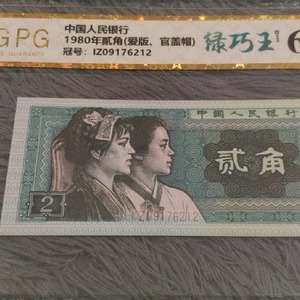 GPG
中国人民银行
1980年贰角(爱版、官盖帽)
冠号：IZ09176212
绿巧王
中国人民银行
贰角
2
IZ09176212